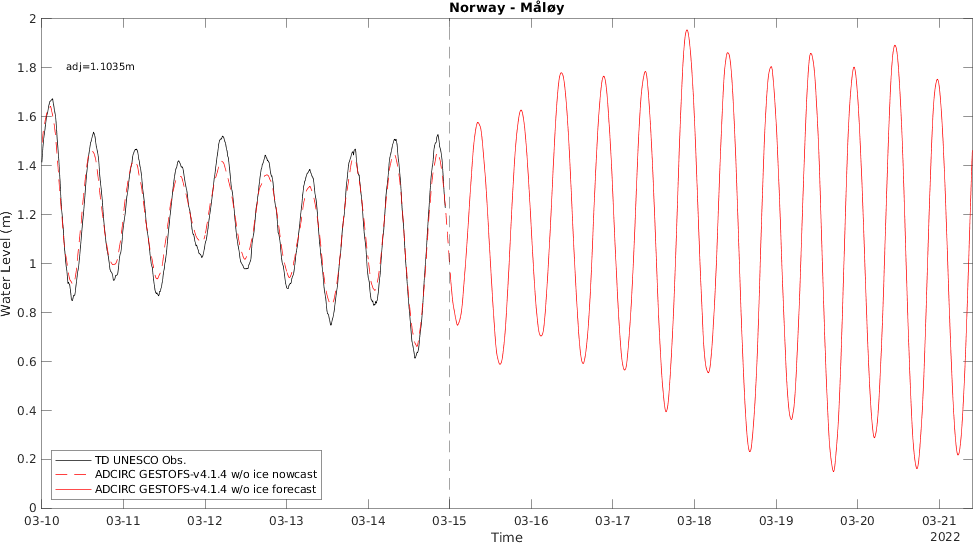 Norway - Måløy
2
1.8
1.6
1.4
1.2
1
0.8
0.6
0.4
0.2
0
Water Level (m)
adj=1.1035m
TD UNESCO Obs.
ADCIRC GESTOFS-v4.1.4 w/o ice nowcast
ADCIRC GESTOFS-v4.1.4 w/o ice forecast
03-10 03-11 03-12 03-13 03-14 03-15 03-16 03-17 03-18 03-19 03-20 03-21
2022
Time